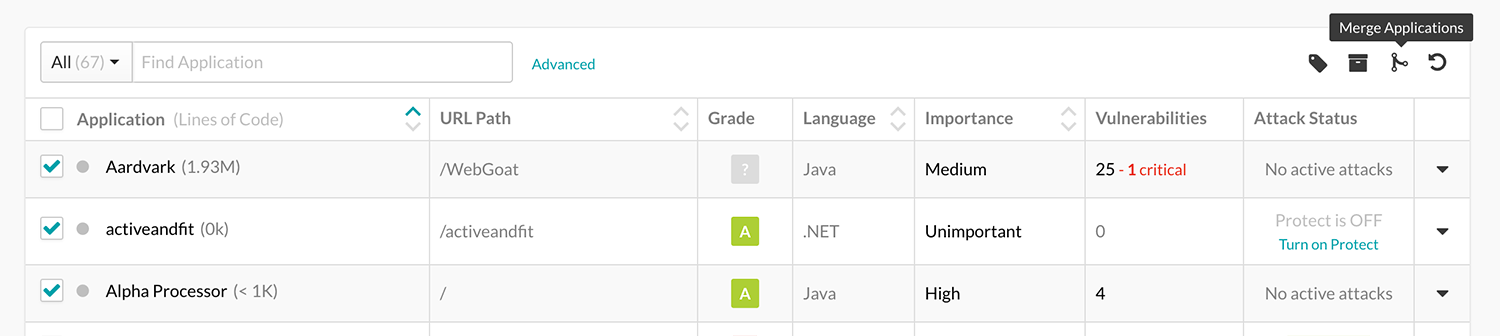 Merge Applications
All (67) Find Application Advanced
Application (Lines of Code) URL Path Grade Language Importance Vulnerabilities Attack Status
Aardvark (1.93M) /WebGoat ? Java Medium 25 - 1 critical No active attacks
activeandfit (0k) /activeandfit A .NET Unimportant 0 Protect is OFF
Turn on Protect
Alpha Processor (< 1K) / A Java High 4 No active attacks